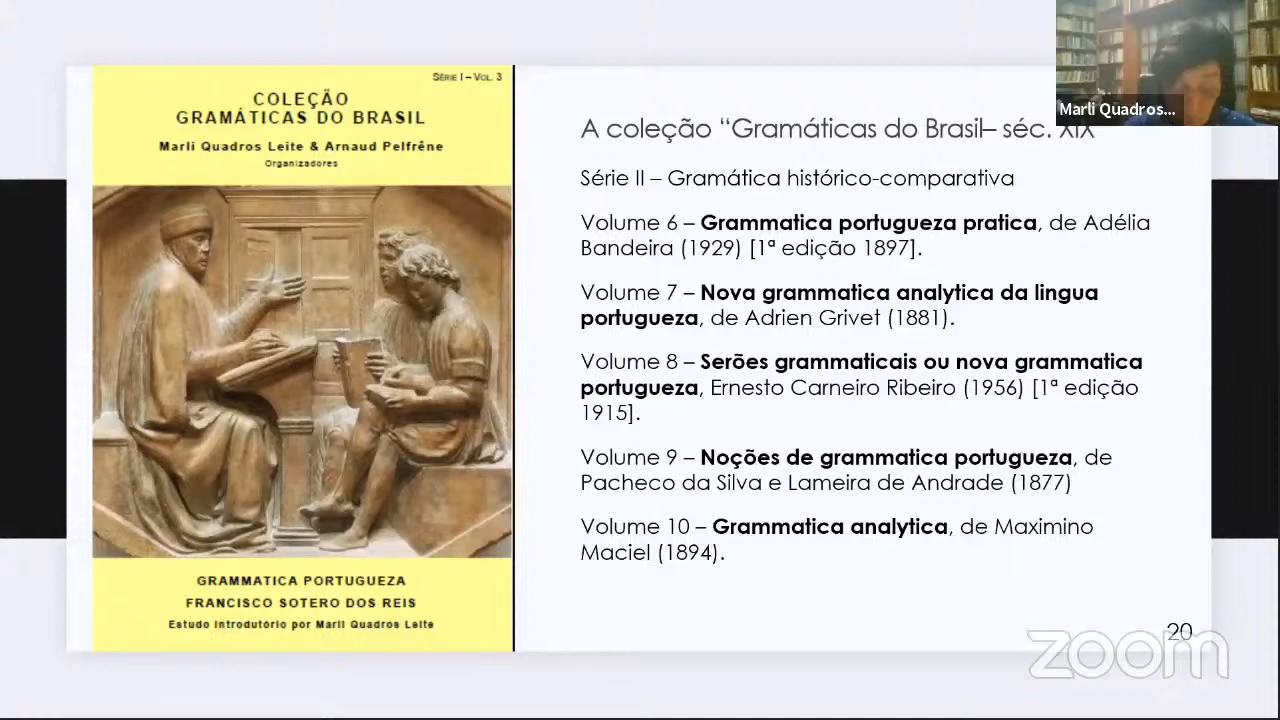 SÉRIE I – VOL. 3
COLEÇÃO
GRAMÁTICAS DO BRASIL
Marli Quadros Leite & Arnaud Pelfrêne
Organizadores
GRAMMATICA PORTUGUEZA
FRANCISCO SOTERO DOS REIS
Estudo introdutório por Marli Quadros Leite
Marli Quadros...
A coleção “Gramáticas do Brasil– séc. XIX
Série II – Gramática histórico-comparativa
Volume 6 – Grammatica portugueza pratica, de Adélia
Bandeira (1929) [1ª edição 1897].
Volume 7 – Nova grammatica analytica da lingua
portugueza, de Adrien Grivet (1881).
Volume 8 – Serões grammaticais ou nova grammatica
portugueza, Ernesto Carneiro Ribeiro (1956) [1ª edição
1915].
Volume 9 – Noções de grammatica portugueza, de
Pacheco da Silva e Lameira de Andrade (1877)
Volume 10 – Grammatica analytica, de Maximino
Maciel (1894).
20
zoom